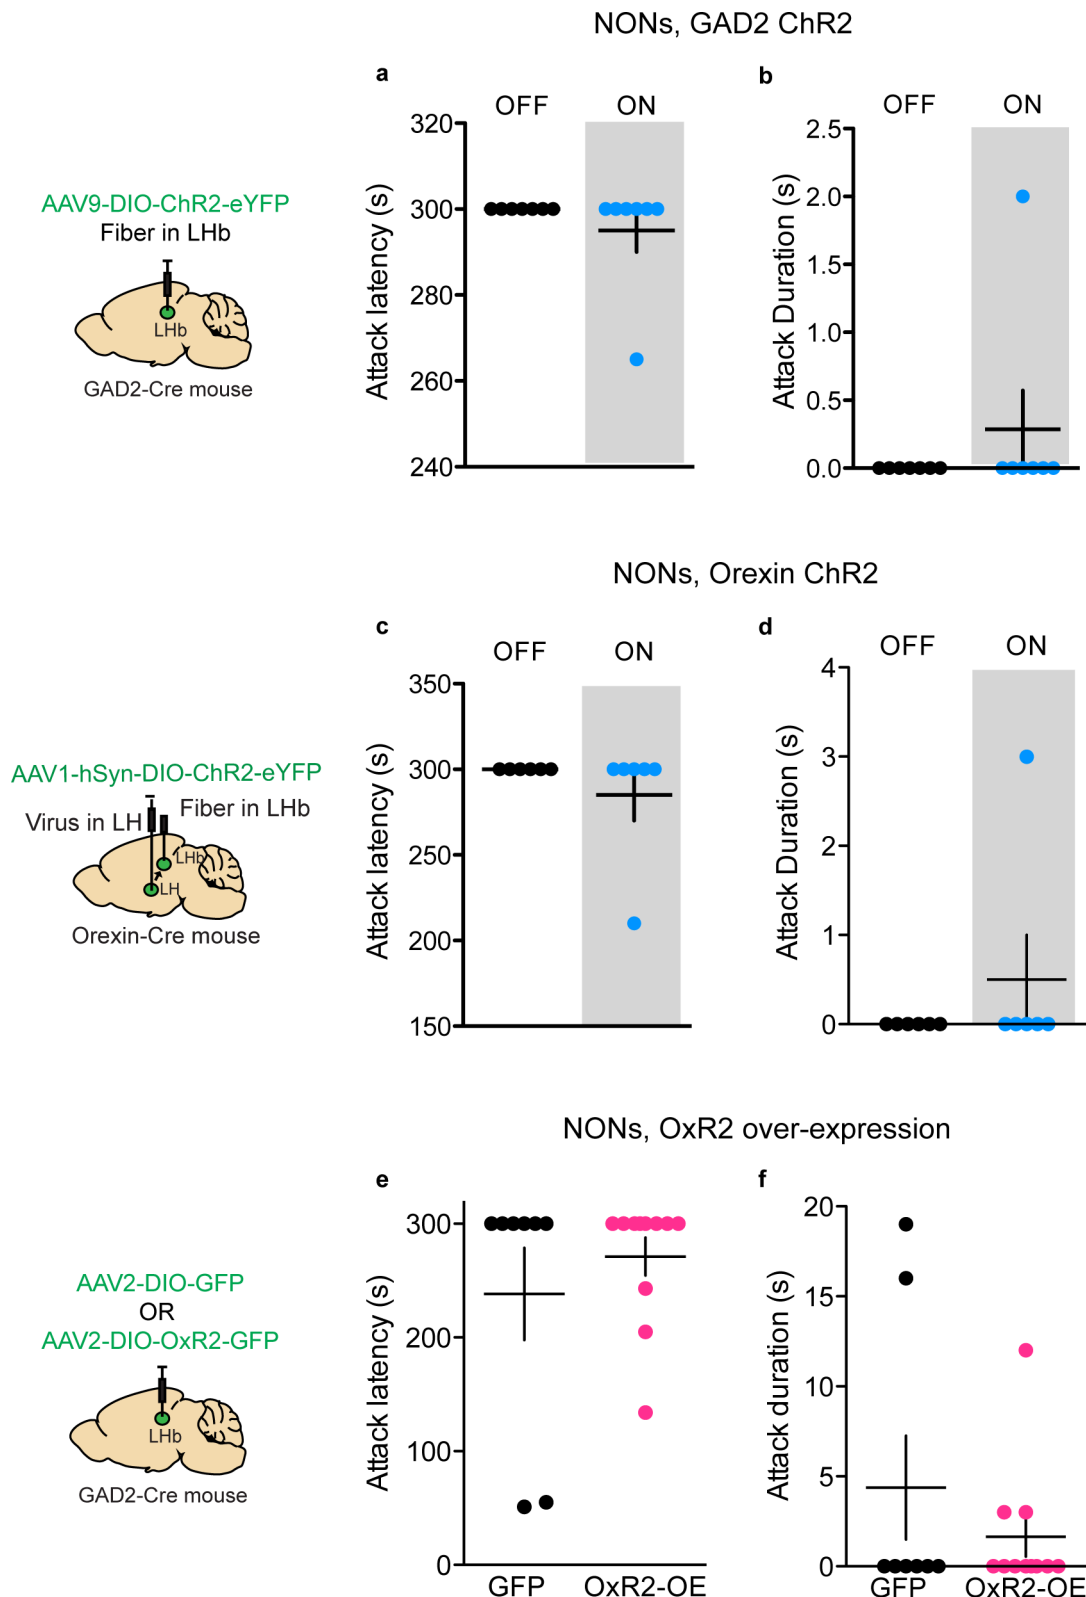 NONs, GAD2 ChR2
a
b
OFF
ON
OFF
ON
AAV9-DIO-ChR2-eYFP
Fiber in LHb
LHb
GAD2-Cre mouse
Attack latency (s)
320
300
280
260
240
Attack Duration (s)
2.5
2.0
1.5
1.0
0.5
0.0
NONs, Orexin ChR2
c
d
OFF
ON
OFF
ON
AAV1-hSyn-DIO-ChR2-eYFP
Virus in LH
Fiber in LHb
LHb
LH
Orexin-Cre mouse
Attack latency (s)
350
300
250
200
150
Attack Duration (s)
4
3
2
1
0
NONs, OxR2 over-expression
e
f
AAV2-DIO-GFP
OR
AAV2-DIO-OxR2-GFP
LHb
GAD2-Cre mouse
Attack latency (s)
300
200
100
0
GFP
OxR2-OE
Attack duration (s)
20
15
10
5
0
GFP
OxR2-OE